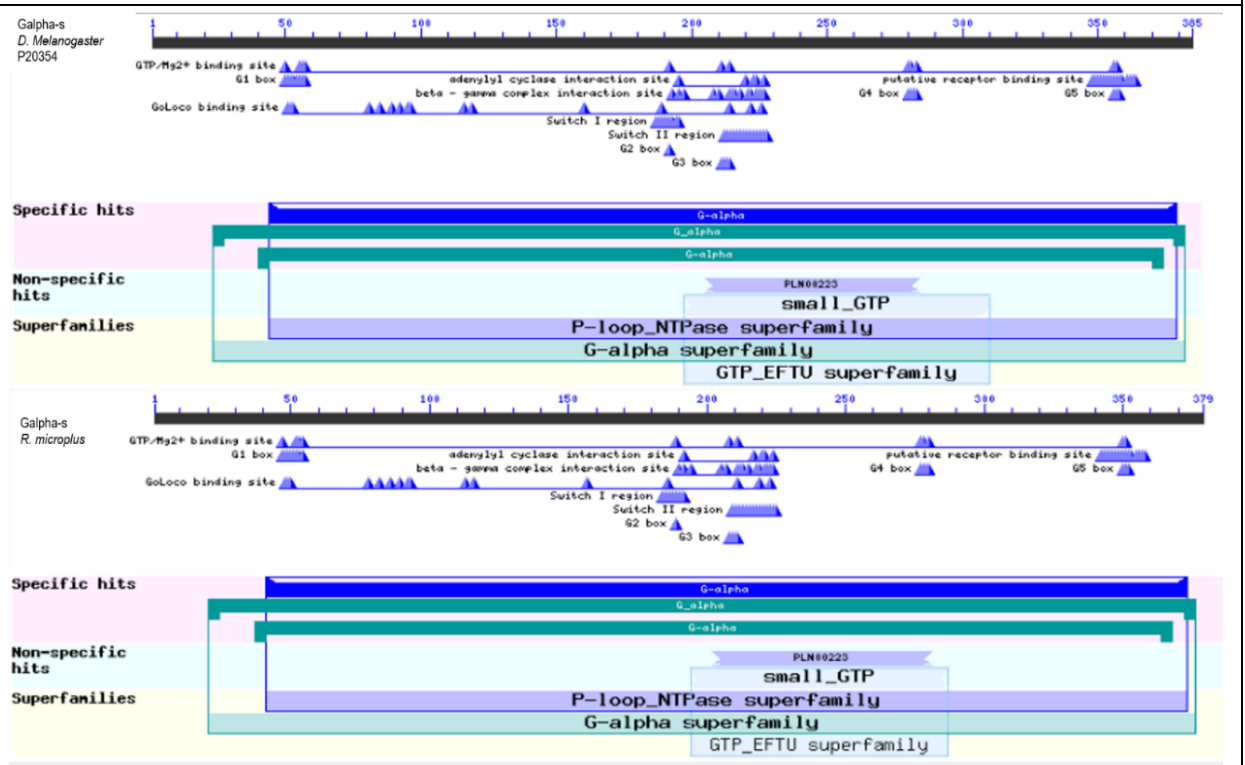 Galpha-s
D. Melanogaster
P20354
1 50 100 150 200 250 300 350 385
GTP/Mg2+ binding site
G1 box adenylyl cyclase interaction site putative receptor binding site
beta - gamma complex interaction site G4 box G5 box
GoLoco binding site
Switch I region
Switch II region
G2 box
G3 box
Specific hits
G-alpha
G_alpha
G-alpha
Non-specific hits
PLN00223
small_GTP
Superfamilies
P-loop_NTPase superfamily
G-alpha superfamily
GTP_EFTU superfamily
Galpha-s
R. microplus
1 50 100 150 200 250 300 350 379
GTP/Mg2+ binding site
G1 box adenylyl cyclase interaction site putative receptor binding site
beta - gamma complex interaction site G4 box G5 box
GoLoco binding site
Switch I region
Switch II region
G2 box
G3 box
Specific hits
G-alpha
G_alpha
G-alpha
Non-specific hits
PLN00223
small_GTP
Superfamilies
P-loop_NTPase superfamily
G-alpha superfamily
GTP_EFTU superfamily